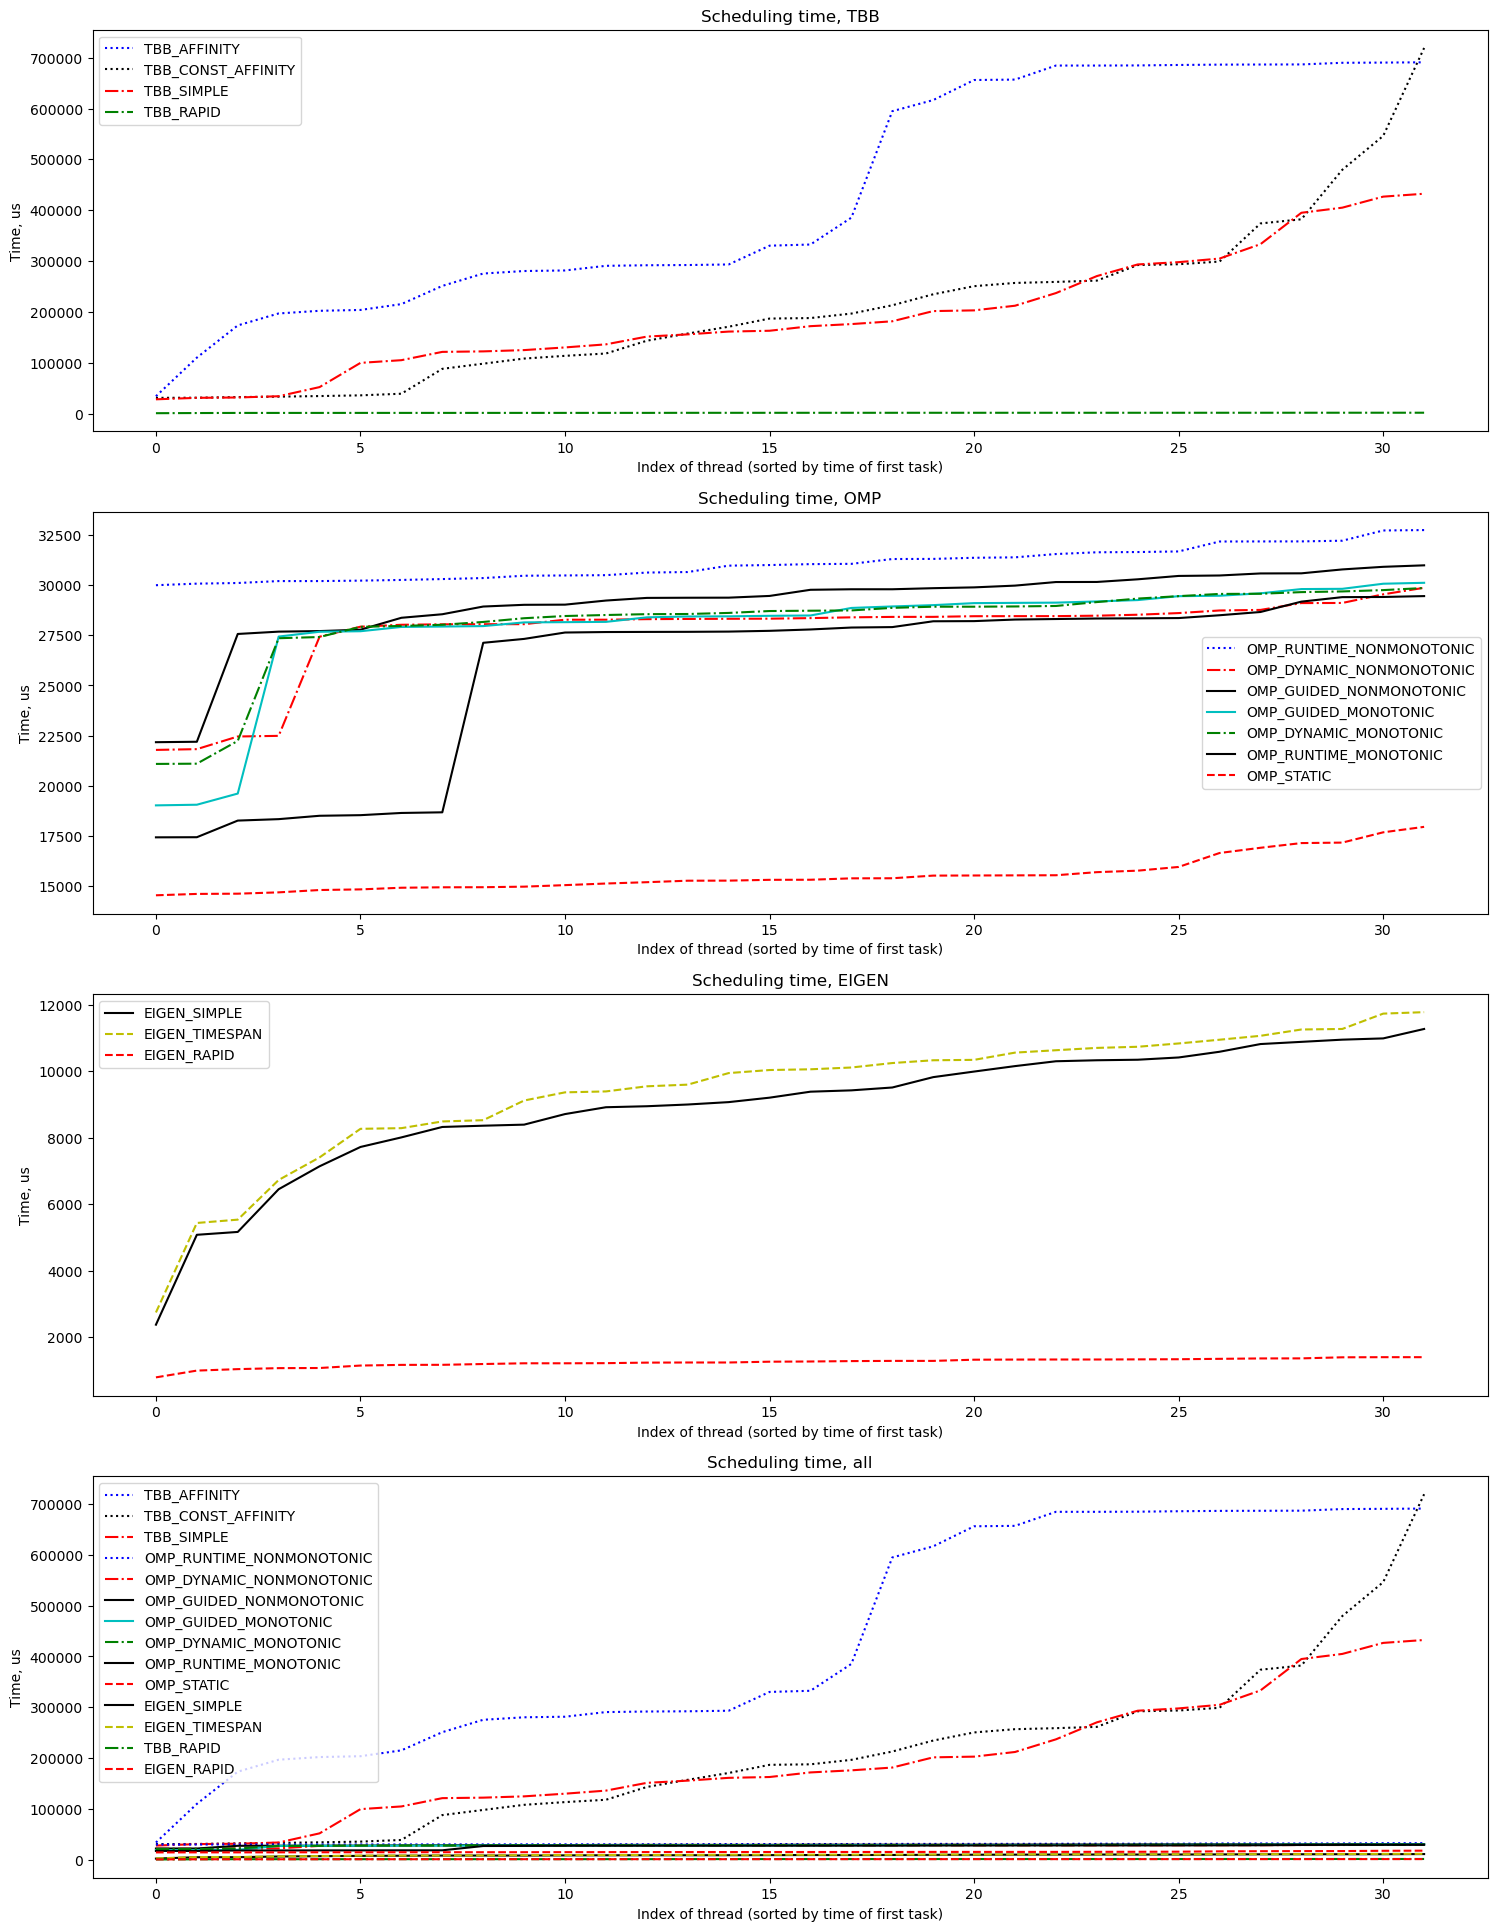 Scheduling time, TBB
TBB_AFFINITY
TBB_CONST_AFFINITY
TBB_SIMPLE
TBB_RAPID
700000
600000
500000
400000
300000
200000
100000
0
Time, us
0 5 10 15 20 25 30
Index of thread (sorted by time of first task)
Scheduling time, OMP
32500
30000
27500
25000
22500
20000
17500
15000
Time, us
OMP_RUNTIME_NONMONOTONIC
OMP_DYNAMIC_NONMONOTONIC
OMP_GUIDED_NONMONOTONIC
OMP_GUIDED_MONOTONIC
OMP_DYNAMIC_MONOTONIC
OMP_RUNTIME_MONOTONIC
OMP_STATIC
0 5 10 15 20 25 30
Index of thread (sorted by time of first task)
Scheduling time, EIGEN
EIGEN_SIMPLE
EIGEN_TIMESPAN
EIGEN_RAPID
12000
10000
8000
6000
4000
2000
Time, us
0 5 10 15 20 25 30
Index of thread (sorted by time of first task)
Scheduling time, all
TBB_AFFINITY
TBB_CONST_AFFINITY
TBB_SIMPLE
OMP_RUNTIME_NONMONOTONIC
OMP_DYNAMIC_NONMONOTONIC
OMP_GUIDED_NONMONOTONIC
OMP_GUIDED_MONOTONIC
OMP_DYNAMIC_MONOTONIC
OMP_RUNTIME_MONOTONIC
OMP_STATIC
EIGEN_SIMPLE
EIGEN_TIMESPAN
TBB_RAPID
EIGEN_RAPID
700000
600000
500000
400000
300000
200000
100000
0
Time, us
0 5 10 15 20 25 30
Index of thread (sorted by time of first task)